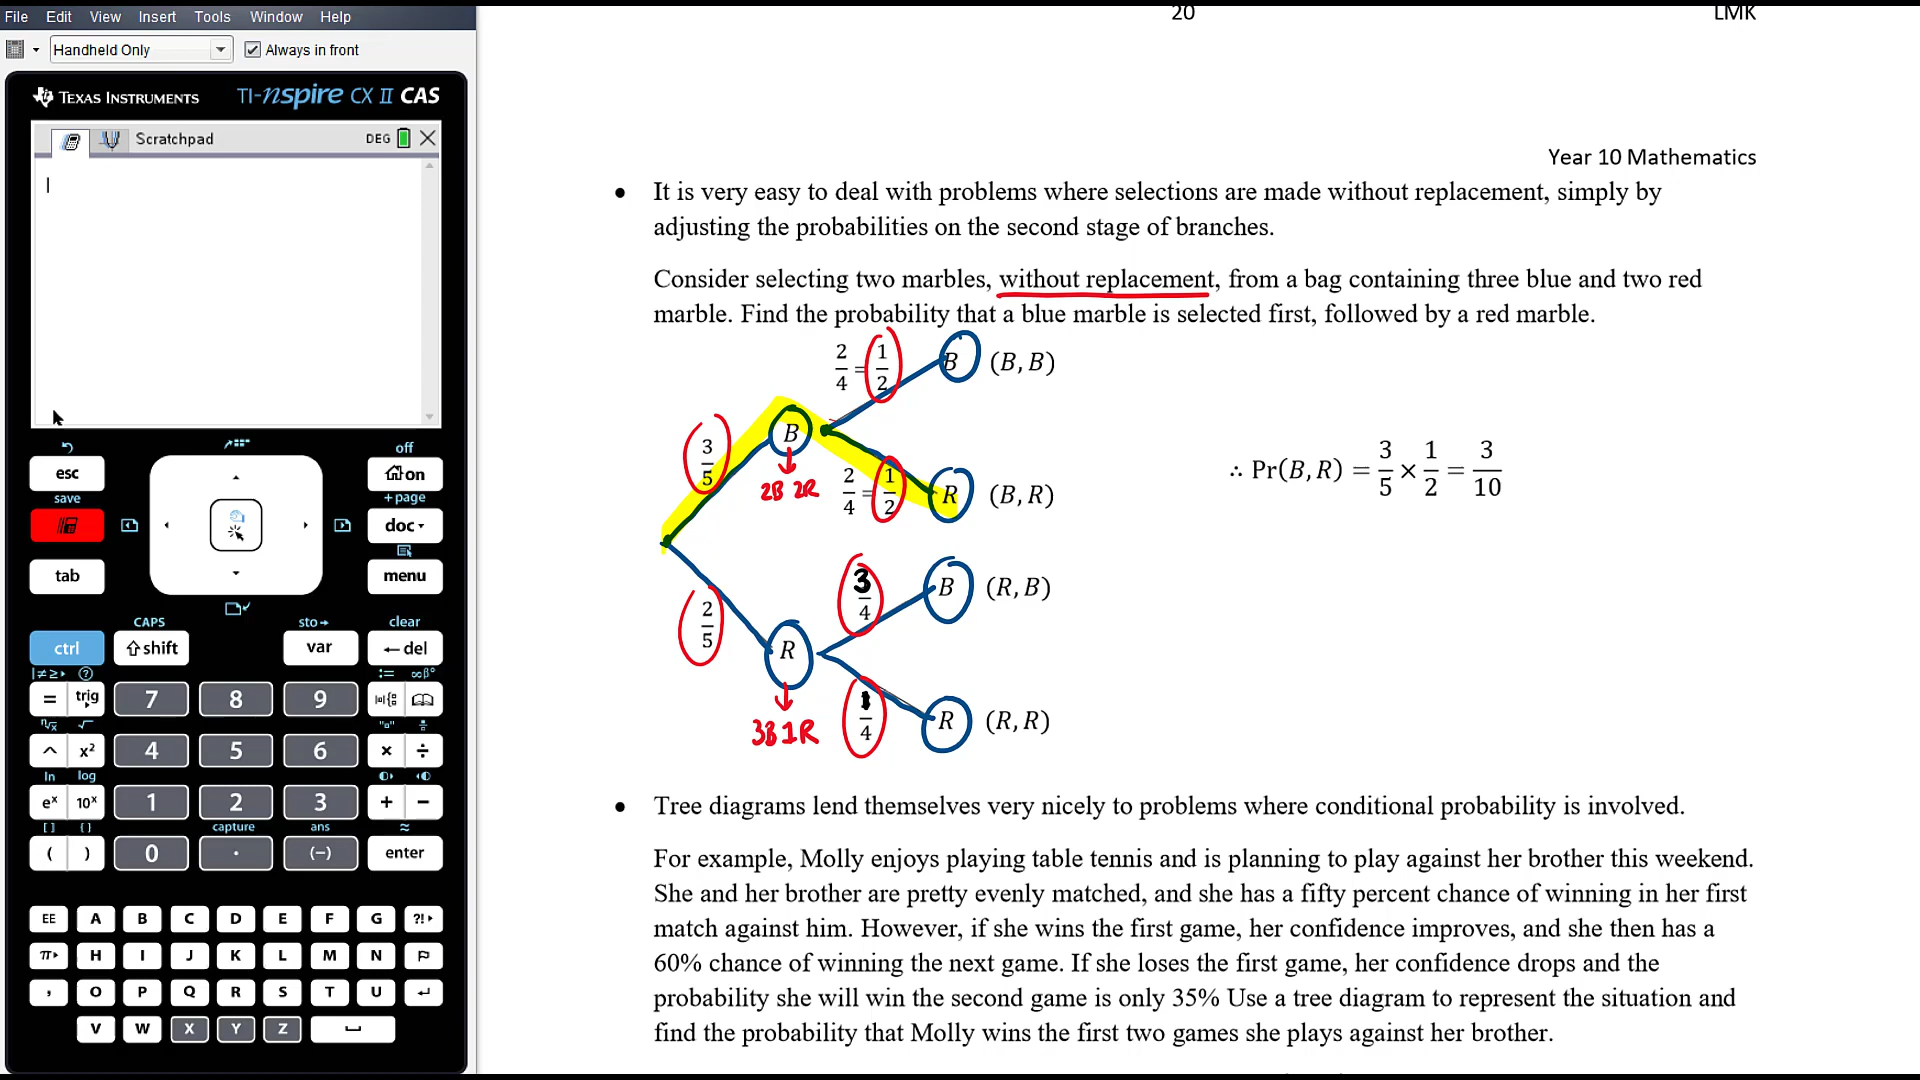 File Edit View Insert Tools Window Help
Handheld Only
Always in front
TEXAS INSTRUMENTS TI-nspire CX II CAS
Scratchpad DEG
esc
off
on
save
+page
doc
tab
menu
CAPS
sto→
clear
ctrl
shift
var
←del
= trig 7 8 9
^ x² 4 5 6 × ÷
ln log
eˣ 10ˣ 1 2 3 + −
[ ] { } capture ans ≈
( ) 0 . (−) enter
EE A B C D E F G ?!▸
π▸ H I J K L M N
, O P Q R S T U ↵
V W X Y Z
20
LMK
Year 10 Mathematics
• It is very easy to deal with problems where selections are made without replacement, simply by
adjusting the probabilities on the second stage of branches.
Consider selecting two marbles, without replacement, from a bag containing three blue and two red
marble. Find the probability that a blue marble is selected first, followed by a red marble.
2/4 = 1/2 B (B, B)
3/5 B
2B 2R
2/4 = 1/2 R (B, R)
∴ Pr(B, R) = 3/5 × 1/2 = 3/10
3/4 B (R, B)
2/5 R
3B 1R
1/4 R (R, R)
• Tree diagrams lend themselves very nicely to problems where conditional probability is involved.
For example, Molly enjoys playing table tennis and is planning to play against her brother this weekend.
She and her brother are pretty evenly matched, and she has a fifty percent chance of winning in her first
match against him. However, if she wins the first game, her confidence improves, and she then has a
60% chance of winning the next game. If she loses the first game, her confidence drops and the
probability she will win the second game is only 35% Use a tree diagram to represent the situation and
find the probability that Molly wins the first two games she plays against her brother.